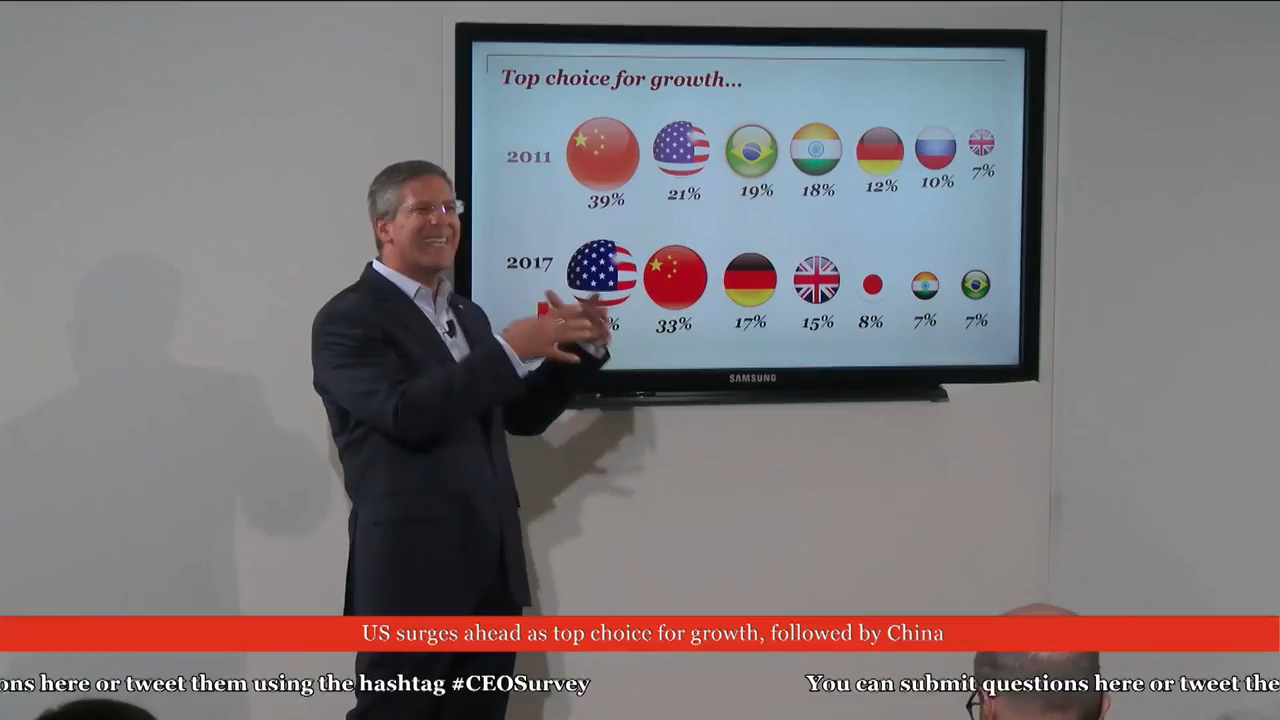 Top choice for growth...
2011
39% 21% 19% 18% 12% 10% 7%
2017
% 33% 17% 15% 8% 7% 7%
SAMSUNG
US surges ahead as top choice for growth, followed by China
ons here or tweet them using the hashtag #CEOSurvey You can submit questions here or tweet the